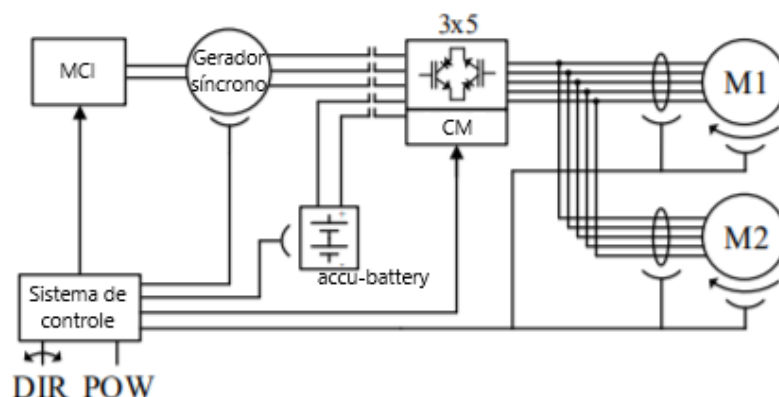 3x5
MCI
Gerador
síncrono
M1
CM
M2
accu-battery
Sistema de
controle
DIR POW